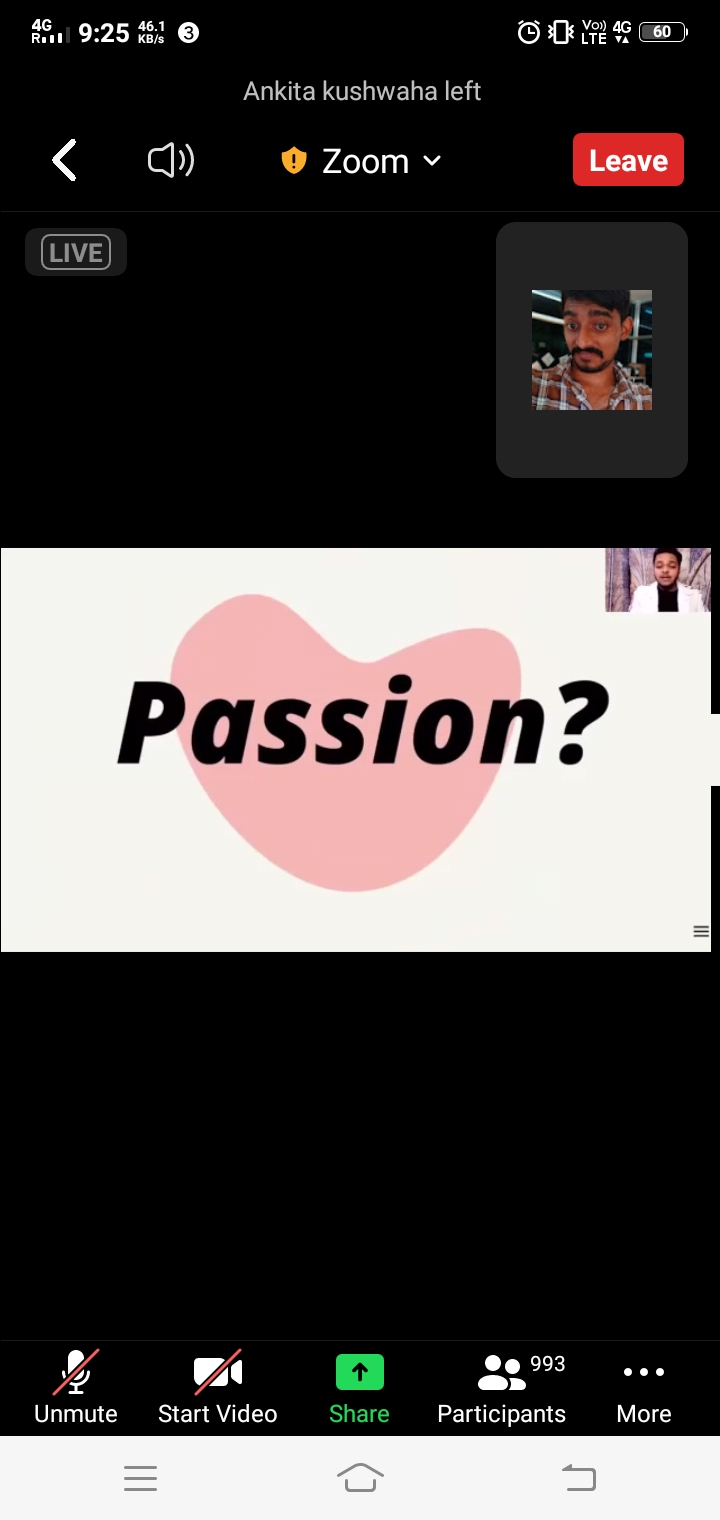 4G
R
9:25
46.1
KB/s
3
Vo))
LTE
4G
60
Ankita kushwaha left
Zoom
Leave
LIVE
Passion?
993
Unmute
Start Video
Share
Participants
More